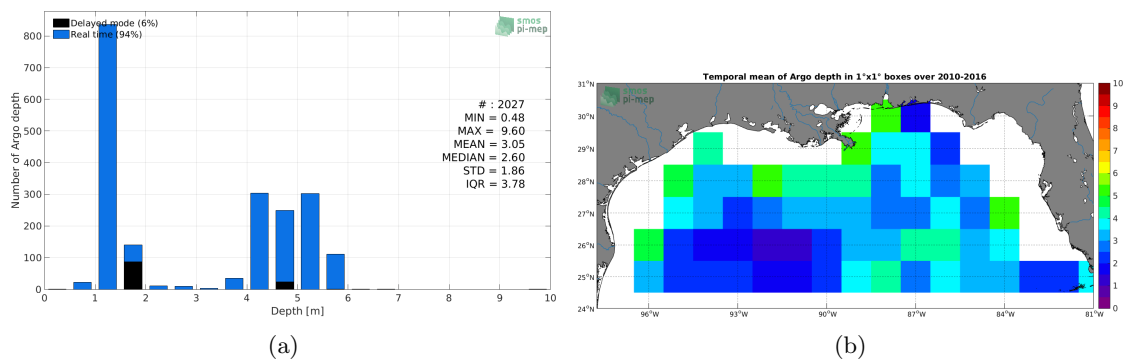 Delayed mode (6%)
Real time (94%)
smos
pi-mep
Number of Argo depth
800
700
600
500
400
300
200
100
0
# : 2027
MIN = 0.48
MAX = 9.60
MEAN = 3.05
MEDIAN = 2.60
STD = 1.86
IQR = 3.78
0 1 2 3 4 5 6 7 8 9 10
Depth [m]
(a)
Temporal mean of Argo depth in 1°x1° boxes over 2010-2016
smos
pi-mep
31°N
30°N
29°N
28°N
27°N
26°N
25°N
24°N
96°W 93°W 90°W 87°W 84°W 81°W
10
9
8
7
6
5
4
3
2
1
0
(b)